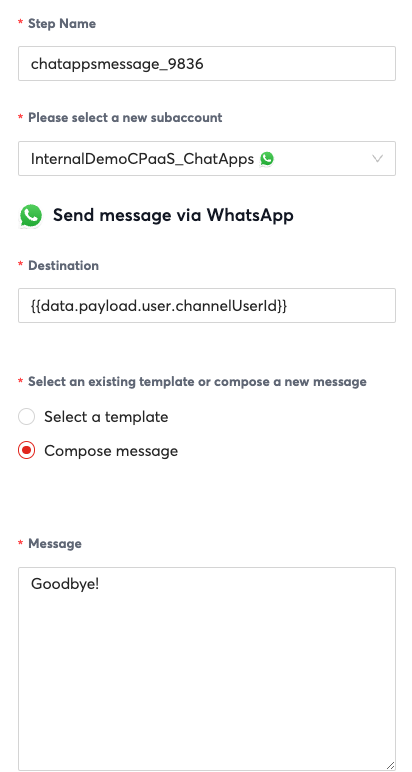 * Step Name
chatappsmessage_9836
* Please select a new subaccount
InternalDemoCPaaS_ChatApps
Send message via WhatsApp
* Destination
{{data.payload.user.channelUserId}}
* Select an existing template or compose a new message
Select a template
Compose message
* Message
Goodbye!